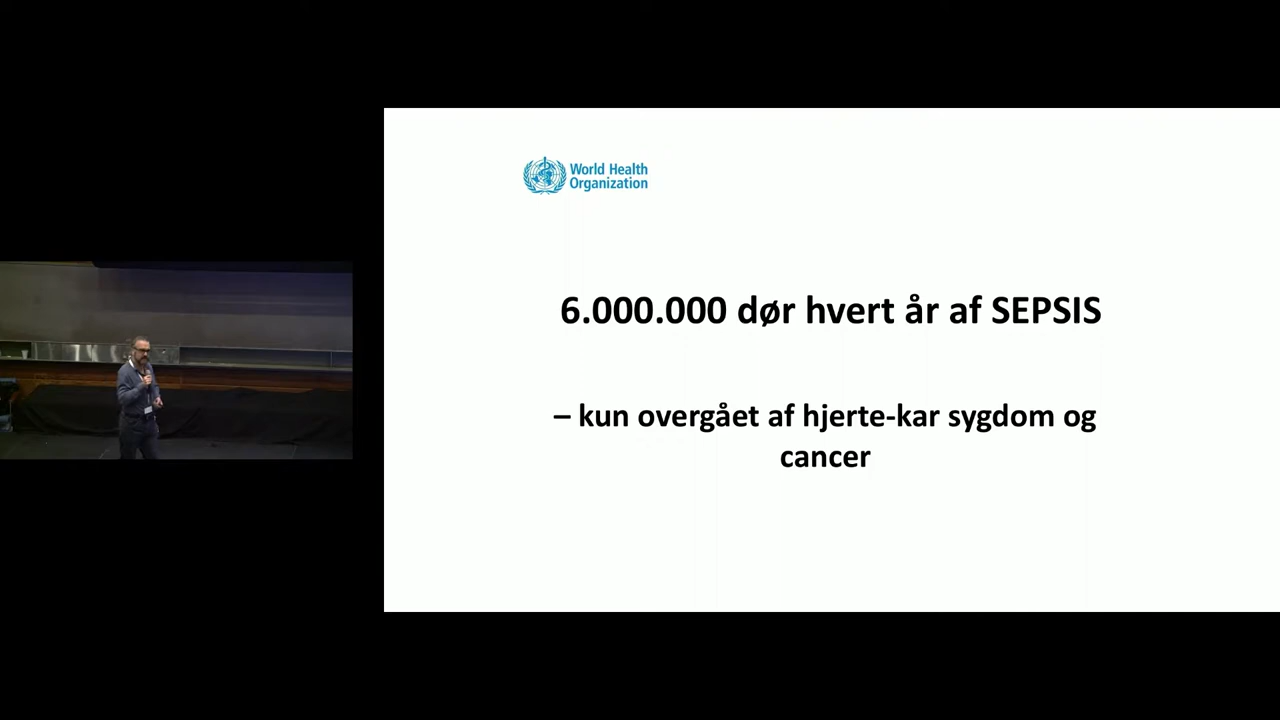 World Health
Organization
6.000.000 dør hvert år af SEPSIS
– kun overgået af hjerte-kar sygdom og
cancer